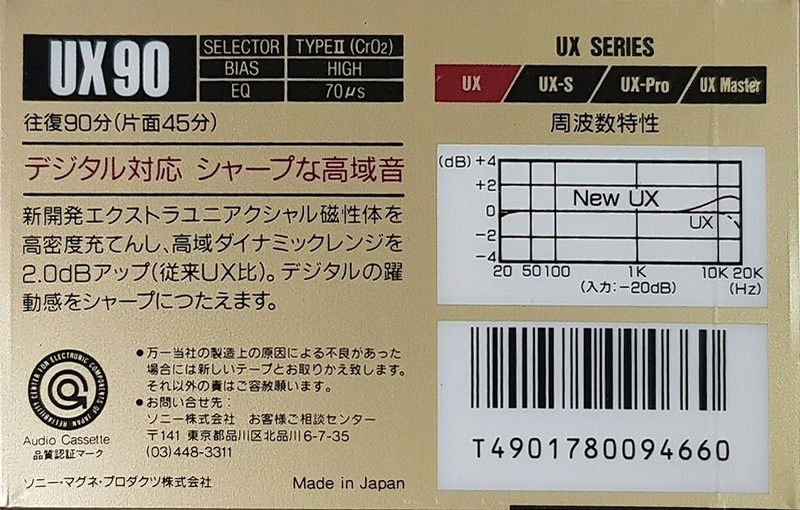 UX90
SELECTOR TYPEⅡ (CrO2)
BIAS HIGH
EQ 70μs
往復90分(片面45分)
デジタル対応 シャープな高域音
新開発エクストラユニアクシャル磁性体を
高密度充てんし、高域ダイナミックレンジを
2.0dBアップ(従来UX比)。デジタルの躍
動感をシャープにつたえます。
RELIABILITY CENTER FOR ELECTRONIC COMPONENTS OF JAPAN
Audio Cassette
品質認証マーク
●万一当社の製造上の原因による不良があった
場合には新しいテープとお取りかえ致します。
それ以外の責はご容赦願います。
●お問い合せ先:
ソニー株式会社 お客様ご相談センター
〒141 東京都品川区北品川6-7-35
(03)448-3311
ソニー・マグネ・プロダクツ株式会社
Made in Japan
UX SERIES
UX UX-S UX-Pro UX Master
周波数特性
(dB) +4
+2
0
-2
-4
New UX
UX
20 50 100 1K 10K 20K
(入力:-20dB) (Hz)
T4901780094660